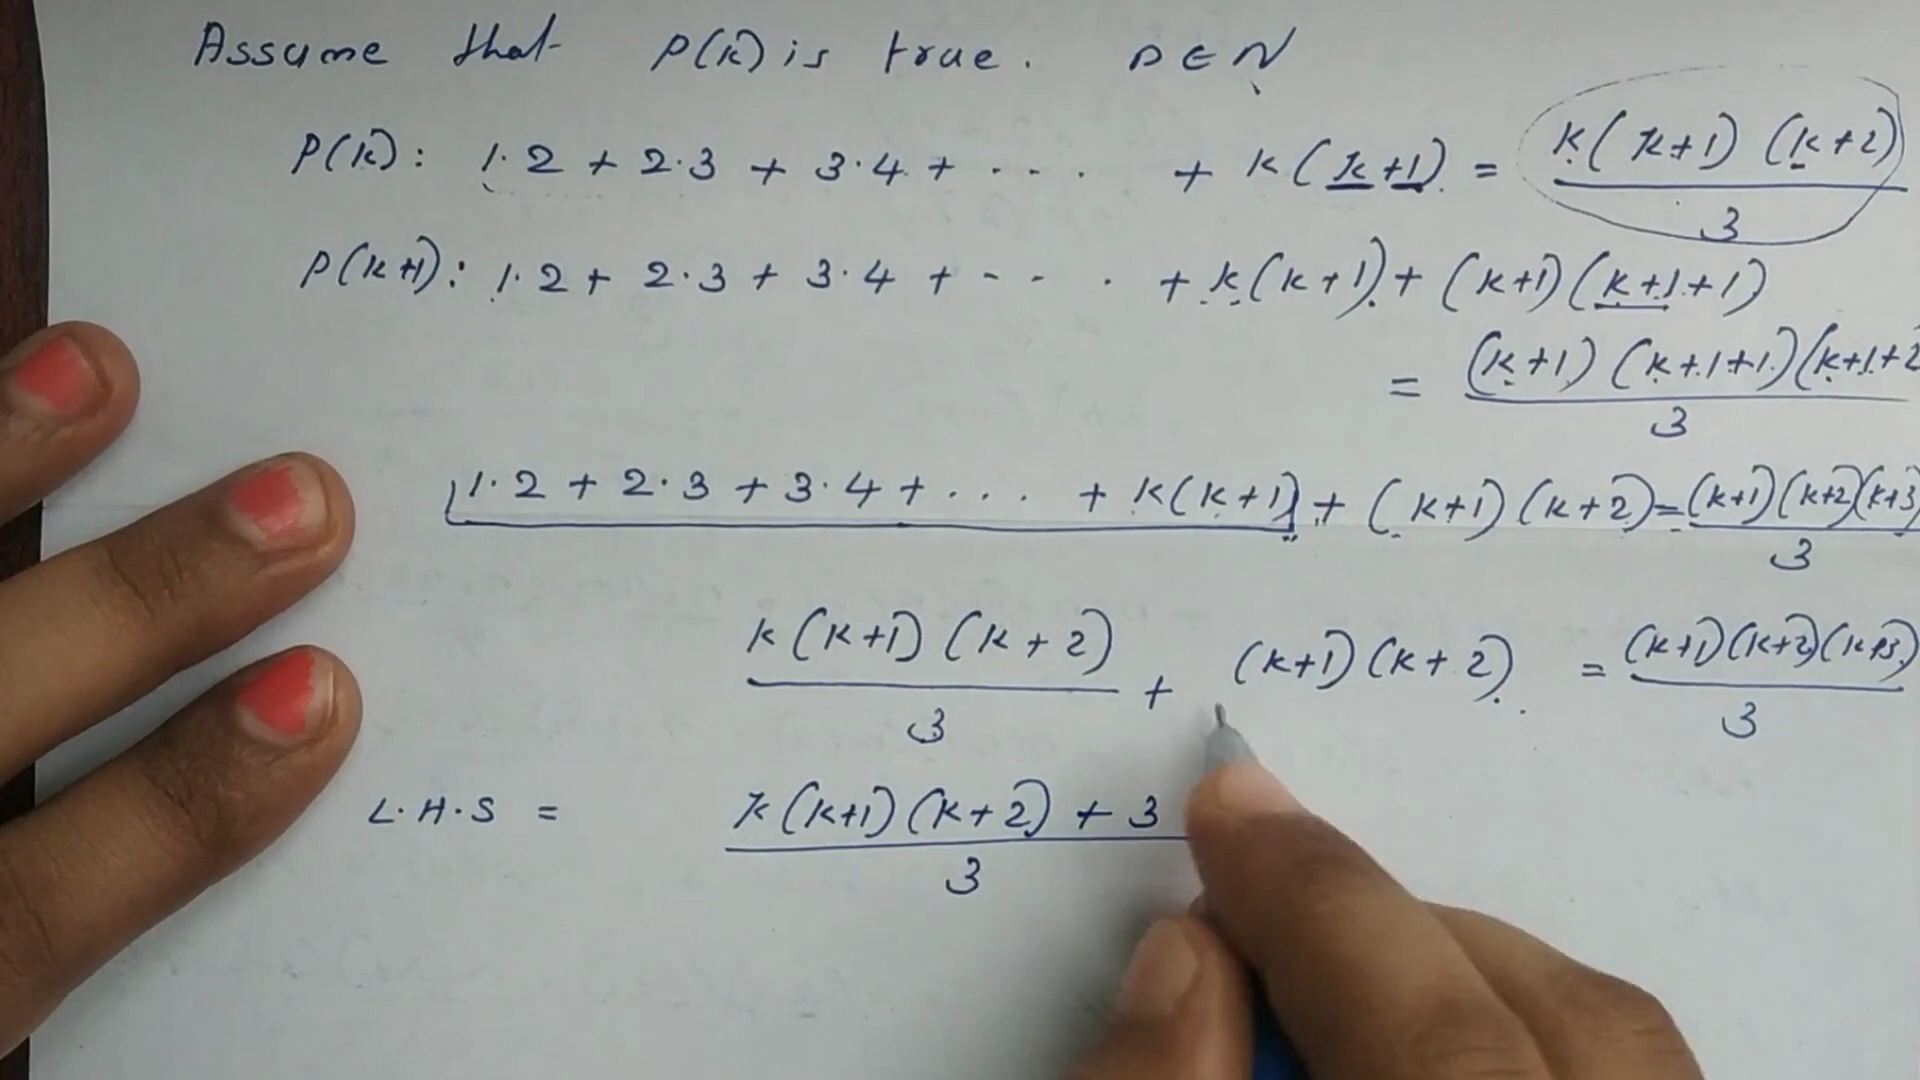 Assume that P(k) is true. n ∈ N
P(k): 1·2 + 2·3 + 3·4 + ... + k(k+1) = k(k+1)(k+2)/3
P(k+1): 1·2 + 2·3 + 3·4 + --. + k(k+1) + (k+1)(k+1+1)
= (k+1)(k+1+1)(k+1+2/3
1·2 + 2·3 + 3·4 + ... + k(k+1) + (k+1)(k+2) = (k+1)(k+2)(k+3)/3
k(k+1)(k+2)/3 + (k+1)(k+2) = (k+1)(k+2)(k+3)/3
L.H.S = k(k+1)(k+2) + 3/3